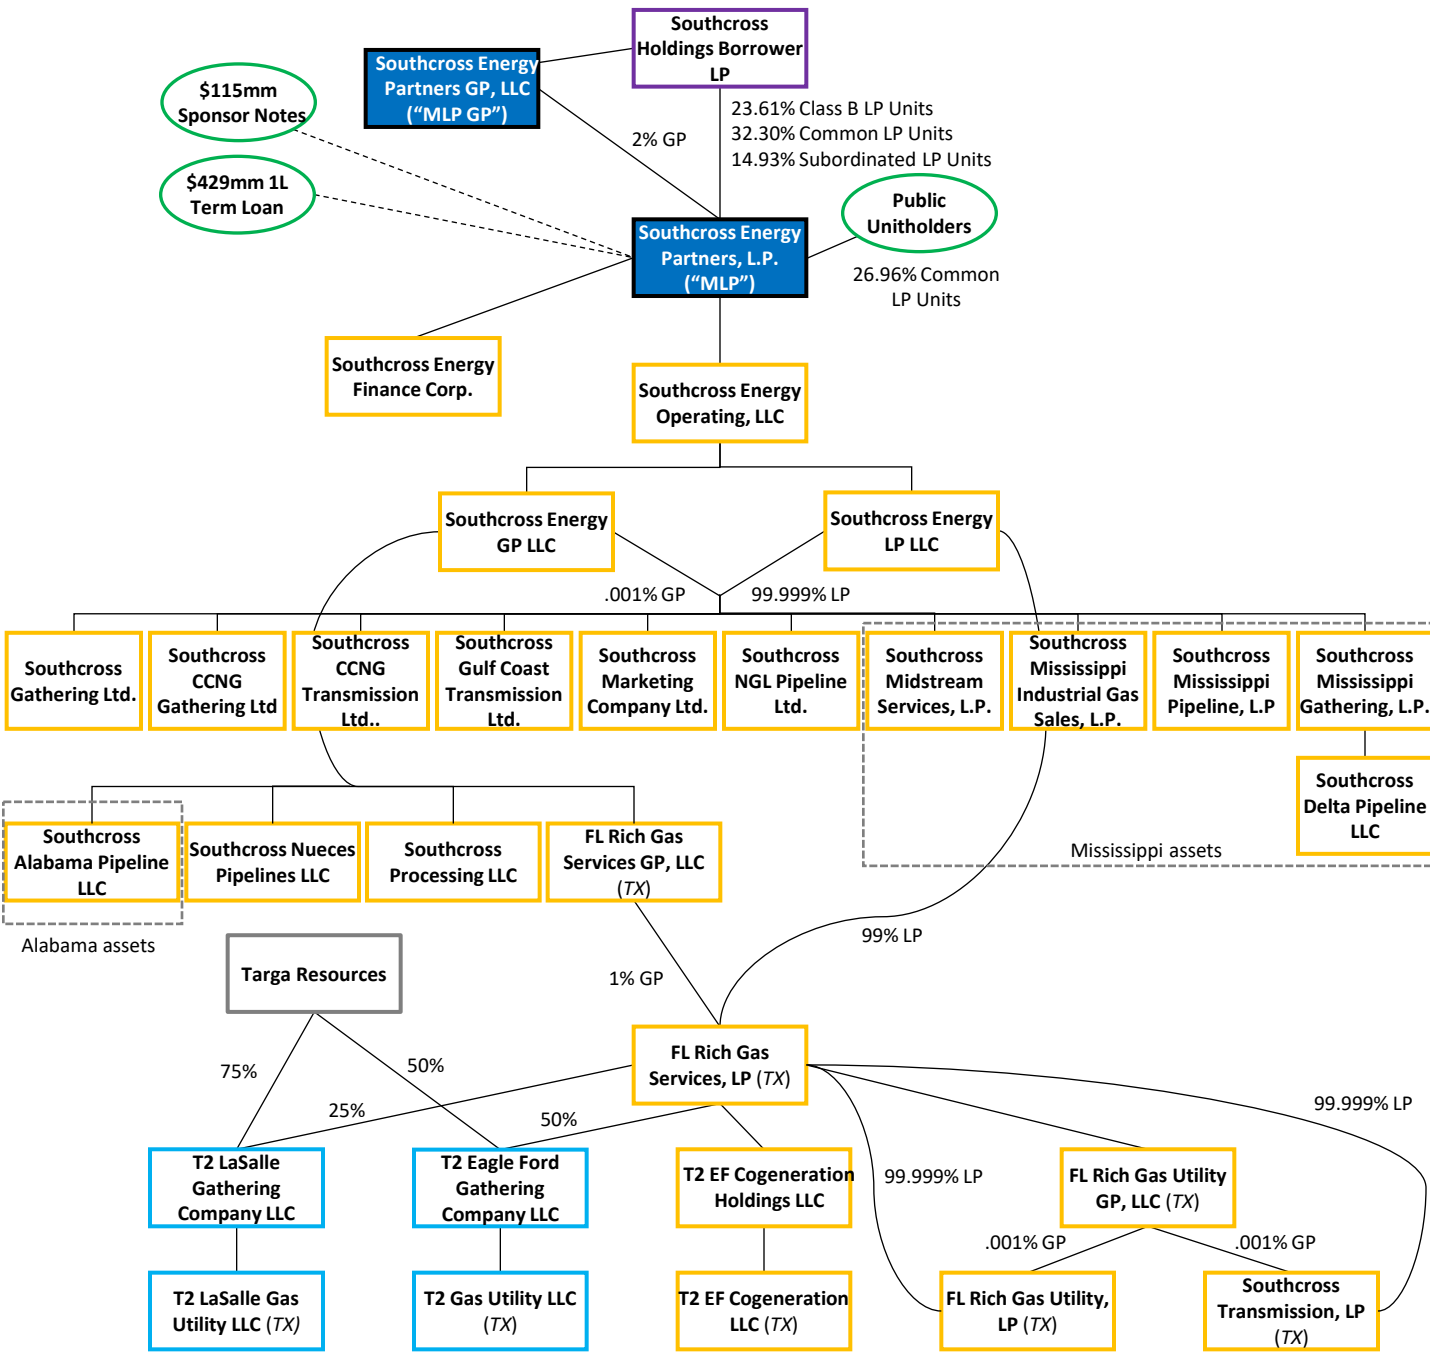 Southcross
Holdings Borrower
LP
Southcross Energy
Partners GP, LLC
(“MLP GP”)
$115mm
Sponsor Notes
23.61% Class B LP Units
32.30% Common LP Units
14.93% Subordinated LP Units
2% GP
$429mm 1L
Term Loan
Public
Unitholders
Southcross Energy
Partners, L.P.
(“MLP”)
26.96% Common
LP Units
Southcross Energy
Finance Corp.
Southcross Energy
Operating, LLC
Southcross Energy
GP LLC
Southcross Energy
LP LLC
.001% GP
99.999% LP
Southcross
Gathering Ltd.
Southcross
CCNG
Gathering Ltd
Southcross
CCNG
Transmission
Ltd..
Southcross
Gulf Coast
Transmission
Ltd.
Southcross
Marketing
Company Ltd.
Southcross
NGL Pipeline
Ltd.
Southcross
Midstream
Services, L.P.
Southcross
Mississippi
Industrial Gas
Sales, L.P.
Southcross
Mississippi
Pipeline, L.P
Southcross
Mississippi
Gathering, L.P.
Southcross
Delta Pipeline
LLC
Mississippi assets
Southcross
Alabama Pipeline
LLC
Southcross Nueces
Pipelines LLC
Southcross
Processing LLC
FL Rich Gas
Services GP, LLC
(TX)
Alabama assets
99% LP
Targa Resources
1% GP
FL Rich Gas
Services, LP (TX)
75%
50%
25%
50%
99.999% LP
T2 LaSalle
Gathering
Company LLC
T2 Eagle Ford
Gathering
Company LLC
T2 EF Cogeneration
Holdings LLC
99.999% LP
FL Rich Gas Utility
GP, LLC (TX)
.001% GP
.001% GP
T2 LaSalle Gas
Utility LLC (TX)
T2 Gas Utility LLC
(TX)
T2 EF Cogeneration
LLC (TX)
FL Rich Gas Utility,
LP (TX)
Southcross
Transmission, LP
(TX)